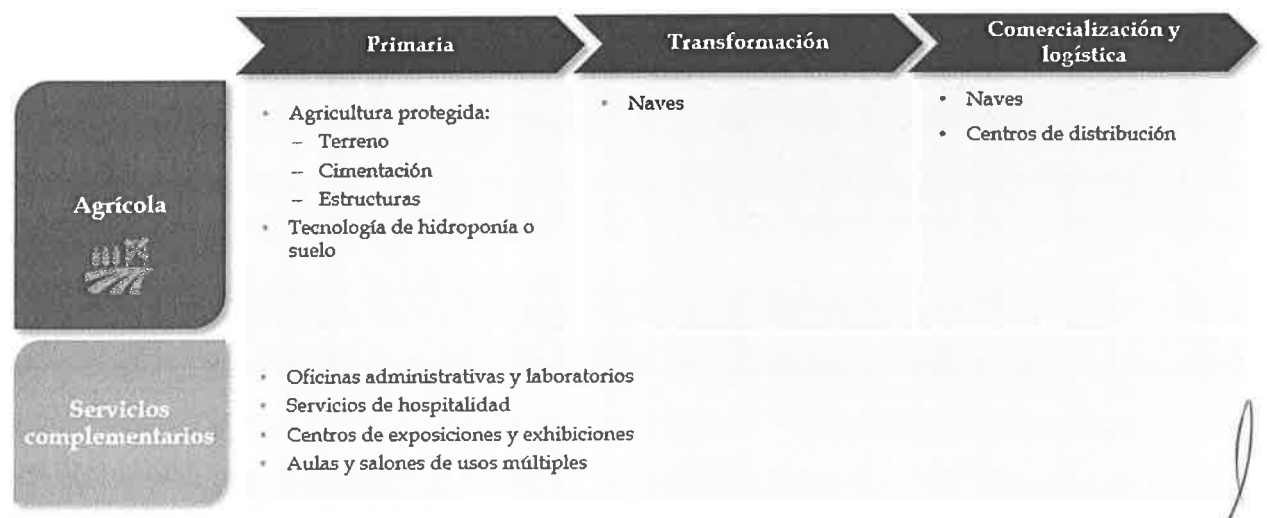 Primaria
Transformación
Comercialización y
logística
Agrícola
• Agricultura protegida:
– Terreno
– Cimentación
– Estructuras
• Tecnología de hidroponía o
suelo
• Naves
• Naves
• Centros de distribución
Servicios
complementarios
• Oficinas administrativas y laboratorios
• Servicios de hospitalidad
• Centros de exposiciones y exhibiciones
• Aulas y salones de usos múltiples